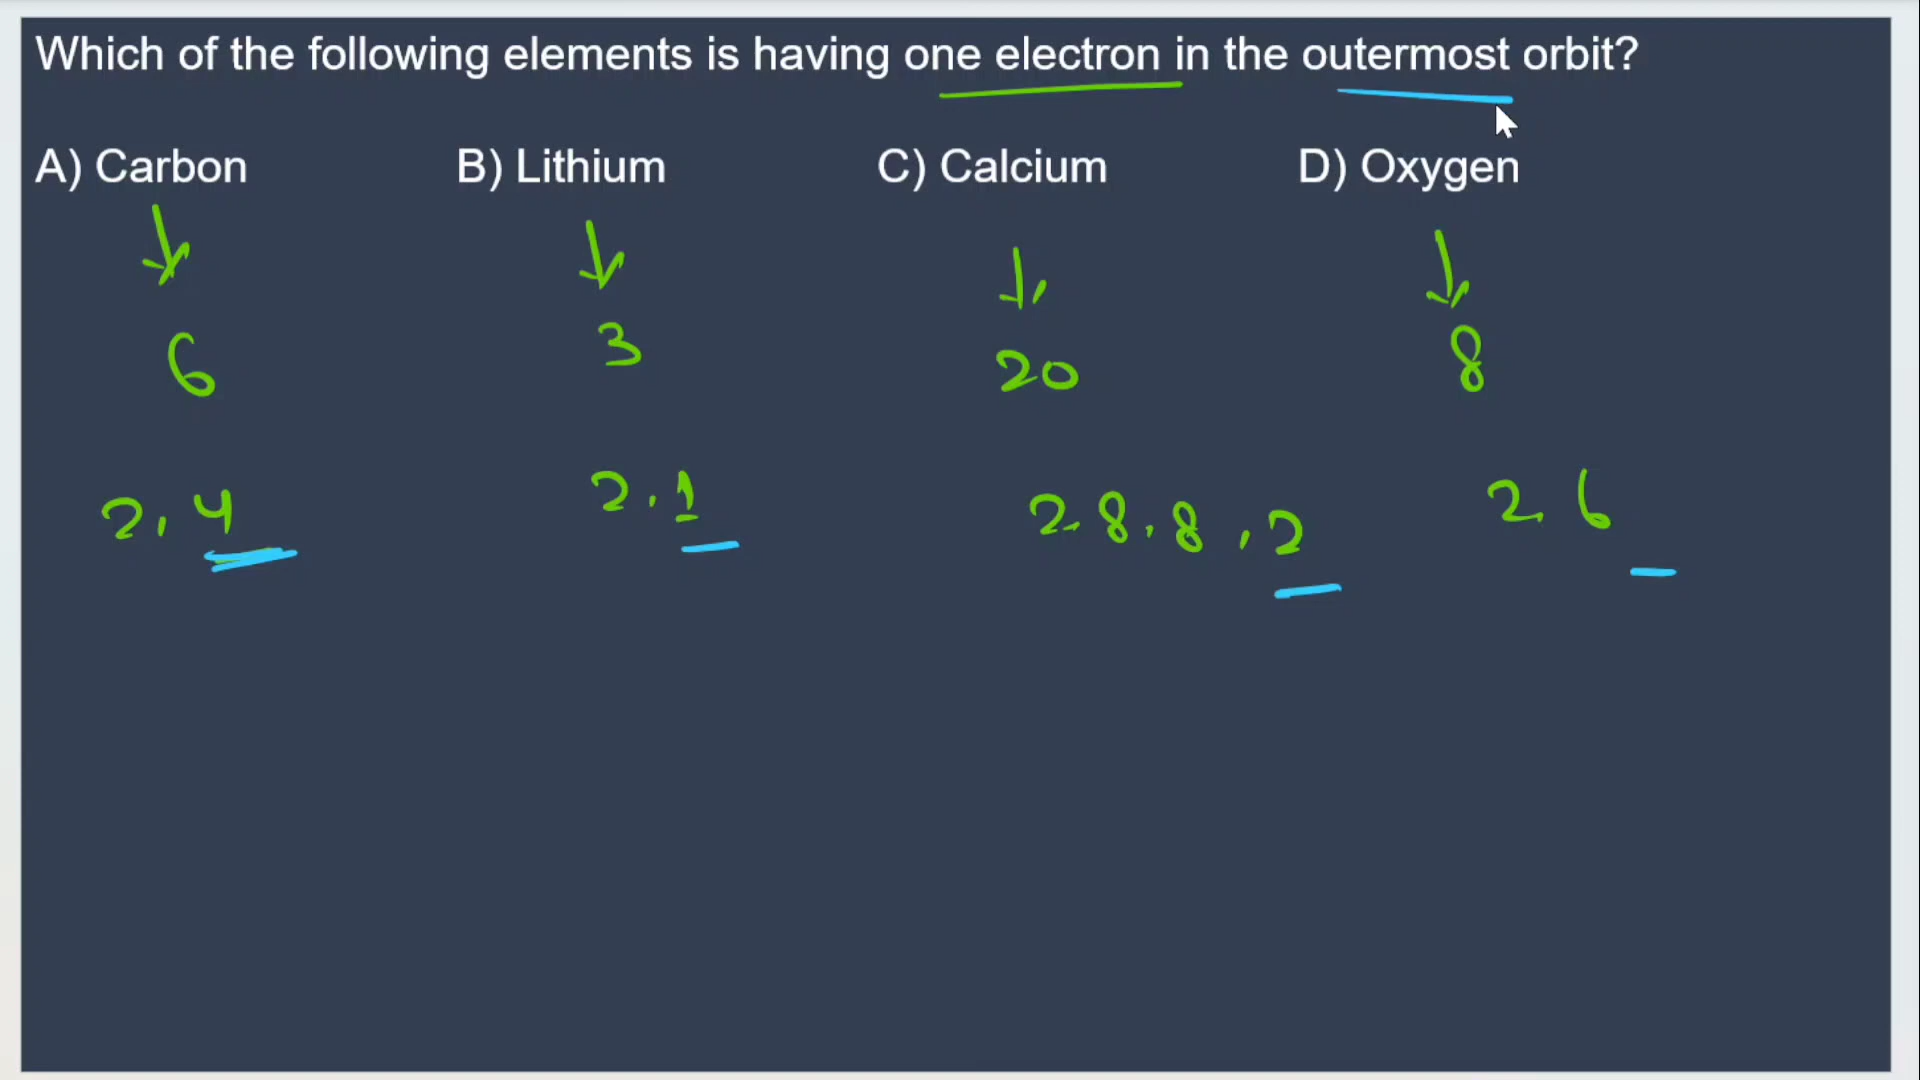 Which of the following elements is having one electron in the outermost orbit?
A) Carbon B) Lithium C) Calcium D) Oxygen
6 3 20 8
2, 4 2, 1 2, 8, 8, 2 2, 6